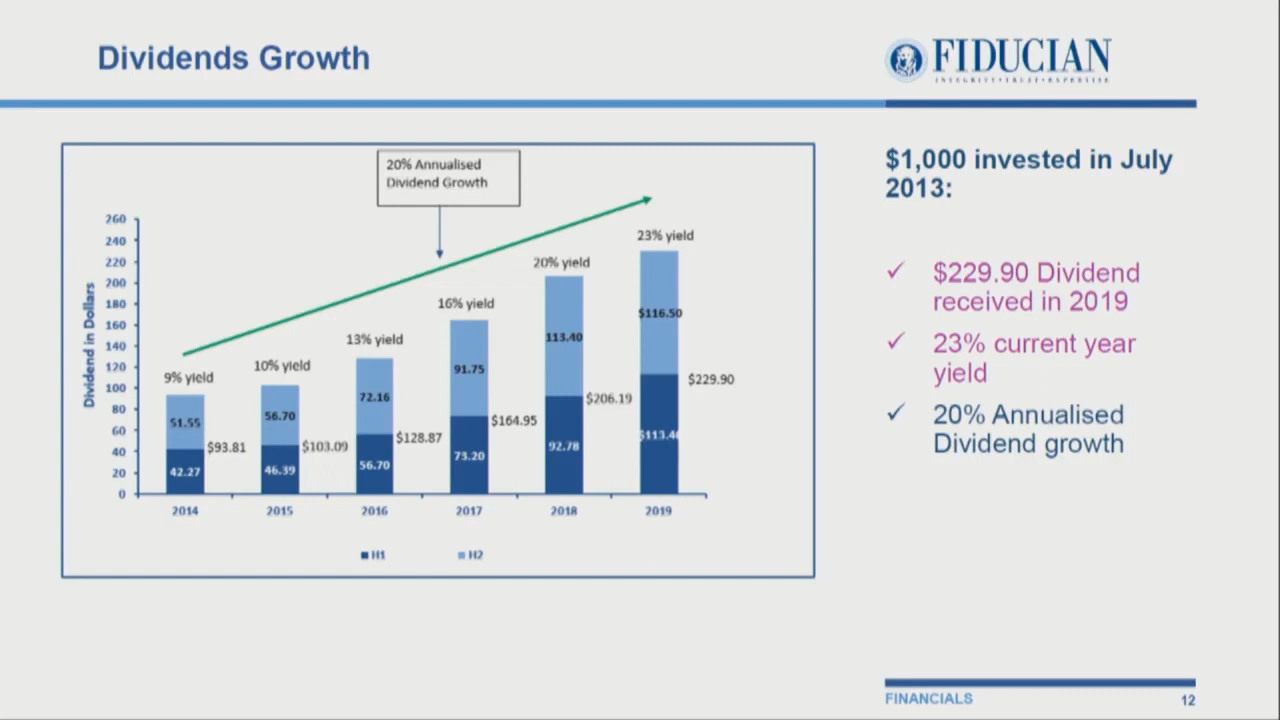 Dividends Growth
FIDUCIAN
INTEGRITY • TRUST • EXPERTISE
20% Annualised
Dividend Growth
Dividend in Dollars
260
240
220
200
180
160
140
120
100
80
60
40
20
0
9% yield
10% yield
13% yield
16% yield
20% yield
23% yield
51.55
56.70
72.16
91.75
113.40
$116.50
42.27
46.39
56.70
73.20
92.78
$113.40
$93.81
$103.09
$128.87
$164.95
$206.19
$229.90
2014
2015
2016
2017
2018
2019
H1
H2
$1,000 invested in July
2013:
✓ $229.90 Dividend
received in 2019
✓ 23% current year
yield
✓ 20% Annualised
Dividend growth
FINANCIALS
12